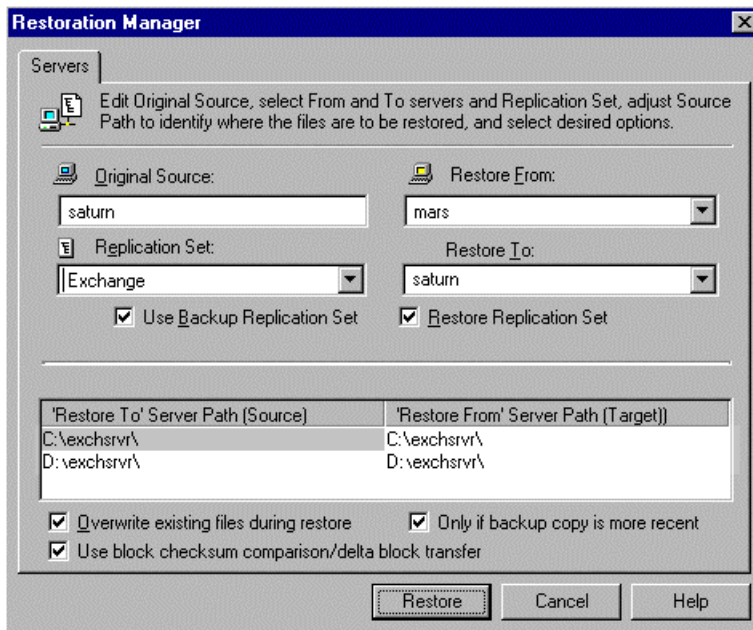 Restoration Manager
Servers
Edit Original Source, select From and To servers and Replication Set, adjust Source
Path to identify where the files are to be restored, and select desired options.
Original Source:
Restore From:
saturn
mars
Replication Set:
Restore To:
Exchange
saturn
Use Backup Replication Set
Restore Replication Set
'Restore To' Server Path (Source)
'Restore From' Server Path (Target))
C:\exchsrvr\
C:\exchsrvr\
D:\exchsrvr\
D:\exchsrvr\
Overwrite existing files during restore
Only if backup copy is more recent
Use block checksum comparison/delta block transfer
Restore
Cancel
Help